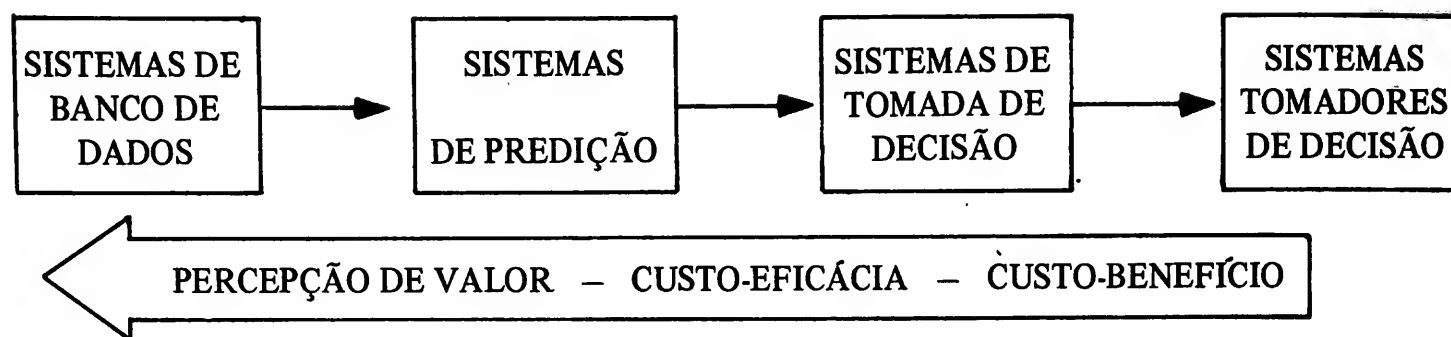 SISTEMAS DE
BANCO DE
DADOS
SISTEMAS
DE PREDIÇÃO
SISTEMAS DE
TOMADA DE
DECISÃO
SISTEMAS
TOMADORES
DE DECISÃO
PERCEPÇÃO DE VALOR – CUSTO-EFICÁCIA – CUSTO-BENEFÍCIO